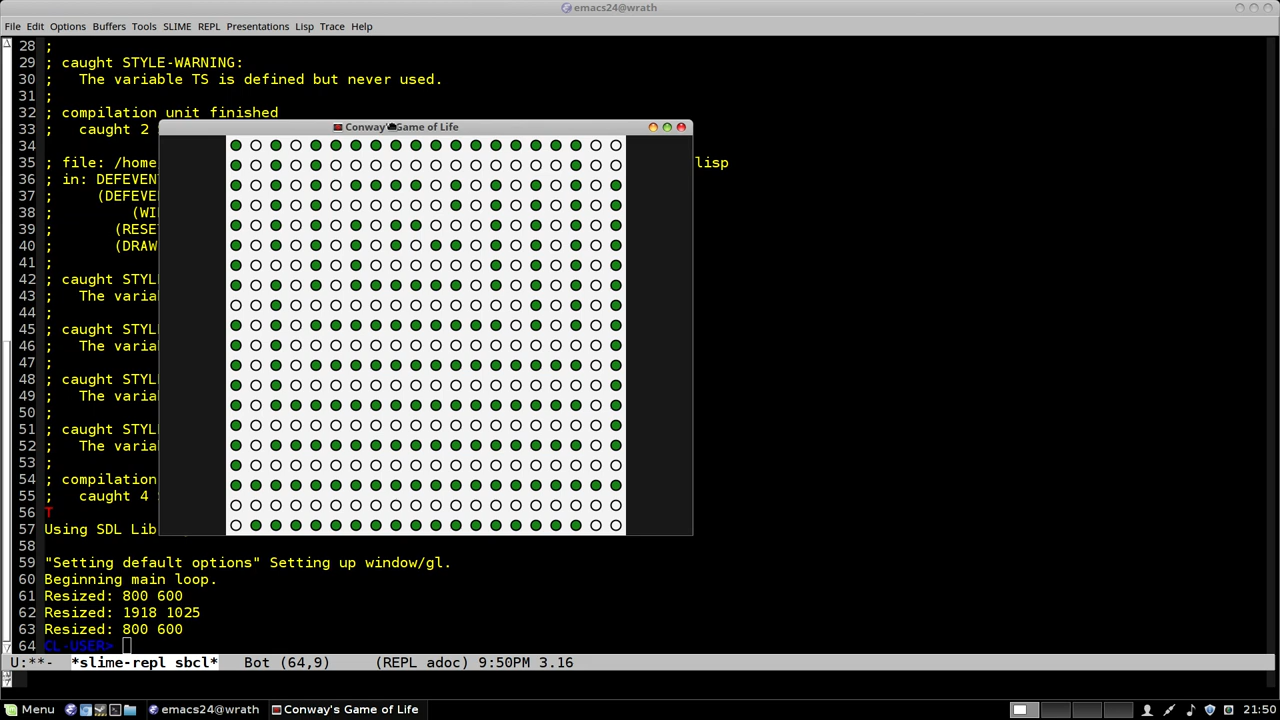 emacs24@wrath
File Edit Options Buffers Tools SLIME REPL Presentations Lisp Trace Help
28 ;
29 ; caught STYLE-WARNING:
30 ;   The variable TS is defined but never used.
31 ;
32 ; compilation unit finished
33 ;   caught 2
Conway's Game of Life
34
35 ; file: /home lisp
36 ; in: DEFEVEN
37 ;     (DEFEVE
38 ;         (WI
39 ;       (RESE
40 ;       (DRAW
41 ;
42 ; caught STYL
43 ;   The varia
44 ;
45 ; caught STYL
46 ;   The varia
47 ;
48 ; caught STYL
49 ;   The varia
50 ;
51 ; caught STYL
52 ;   The varia
53 ;
54 ; compilation
55 ;   caught 4
56 T
57 Using SDL Lib
58
59 "Setting default options" Setting up window/gl.
60 Beginning main loop.
61 Resized: 800 600
62 Resized: 1918 1025
63 Resized: 800 600
64 CL-USER>
U:**-  *slime-repl sbcl*   Bot (64,9)      (REPL adoc) 9:50PM 3.16
Menu emacs24@wrath Conway's Game of Life 21:50